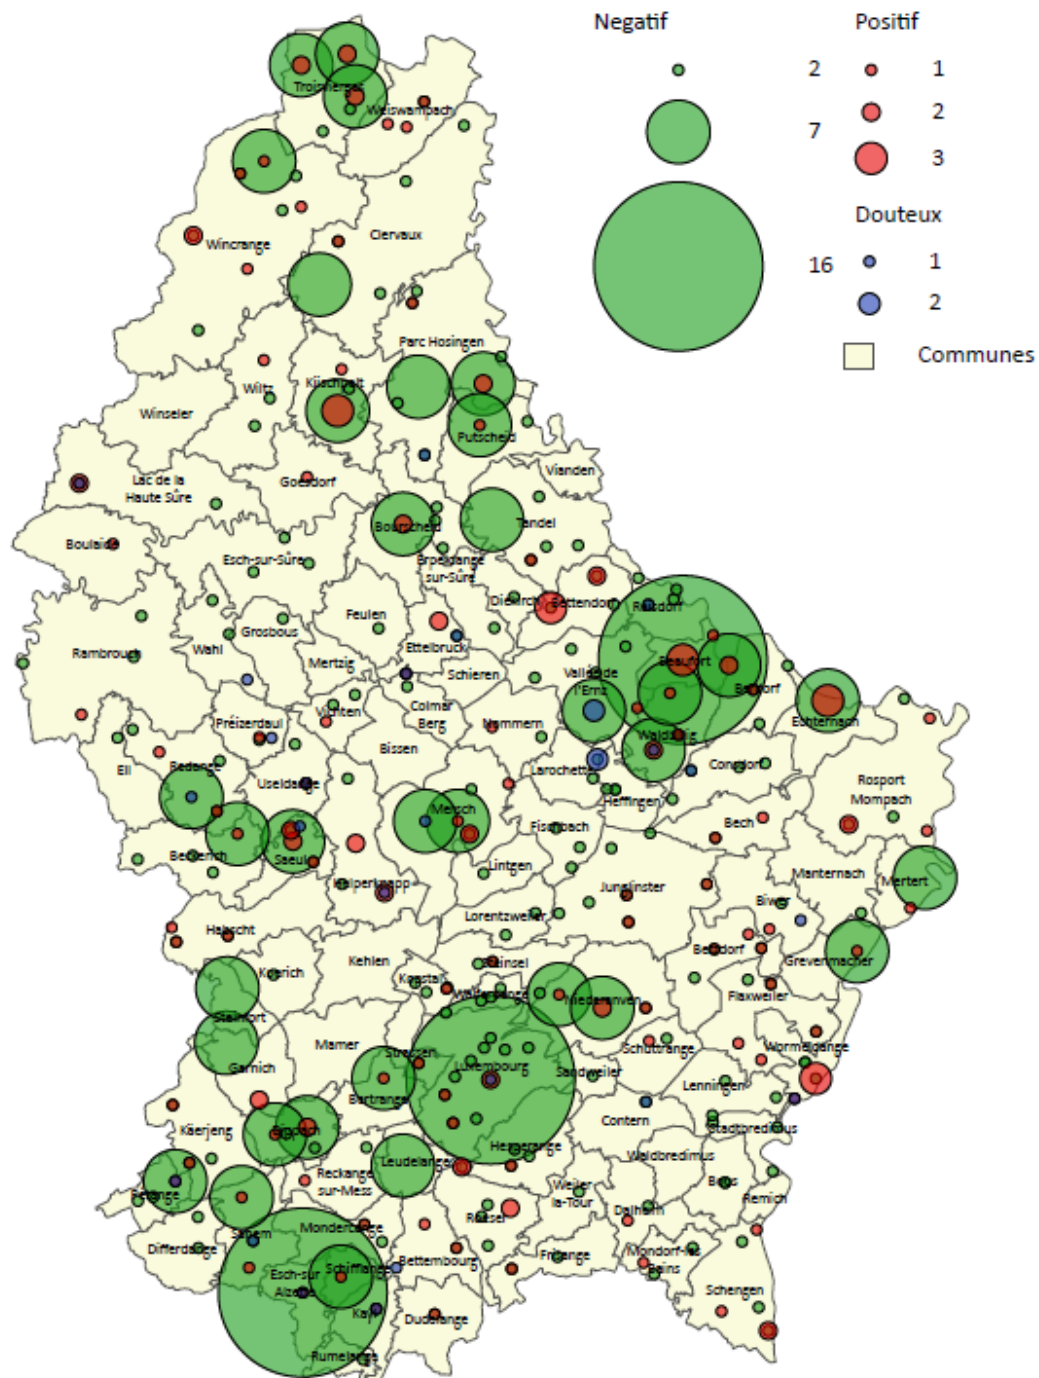 Negatif
Positif
2
1
7
2
3
Douteux
16
1
2
Communes
Troisvierges
Weiswampach
Clervaux
Wincrange
Parc Hosingen
Kiischpelt
Wiltz
Winseler
Putscheid
Vianden
Lac de la
Haute Sûre
Goesdorf
Tandel
Bourscheid
Boulaide
Esch-sur-Sûre
Erpeldange
sur-Sûre
Diekirch
Bettendorf
Reisdorf
Feulen
Grosbous
Ettelbruck
Rambrouch
Wahl
Mertzig
Schieren
Vallée de
l'Ernz
Beaufort
Berdorf
Colmar
Berg
Vichten
Préizerdaul
Nommern
Echternach
Waldbillig
Bissen
Ell
Redange
Useldange
Larochette
Consdorf
Rosport
Mompach
Heffingen
Mersch
Fischbach
Bech
Beckerich
Saeul
Lintgen
Helperknapp
Junglinster
Manternach
Mertert
Biwer
Lorentzweiler
Habscht
Betzdorf
Grevenmacher
Kehlen
Steinsel
Koerich
Kopstal
Walferdange
Niederanven
Flaxweiler
Steinfort
Mamer
Strassen
Schuttrange
Wormeldange
Garnich
Luxembourg
Sandweiler
Lenningen
Bertrange
Contern
Stadtbredimus
Käerjeng
Dippach
Hesperange
Waldbredimus
Leudelange
Reckange
sur-Mess
Weiler
la-Tour
Bous
Remich
Pétange
Dalheim
Roeser
Sanem
Mondercange
Differdange
Bettembourg
Frisange
Mondorf-les
Bains
Esch-sur
Alzette
Schifflange
Schengen
Kayl
Dudelange
Rumelange